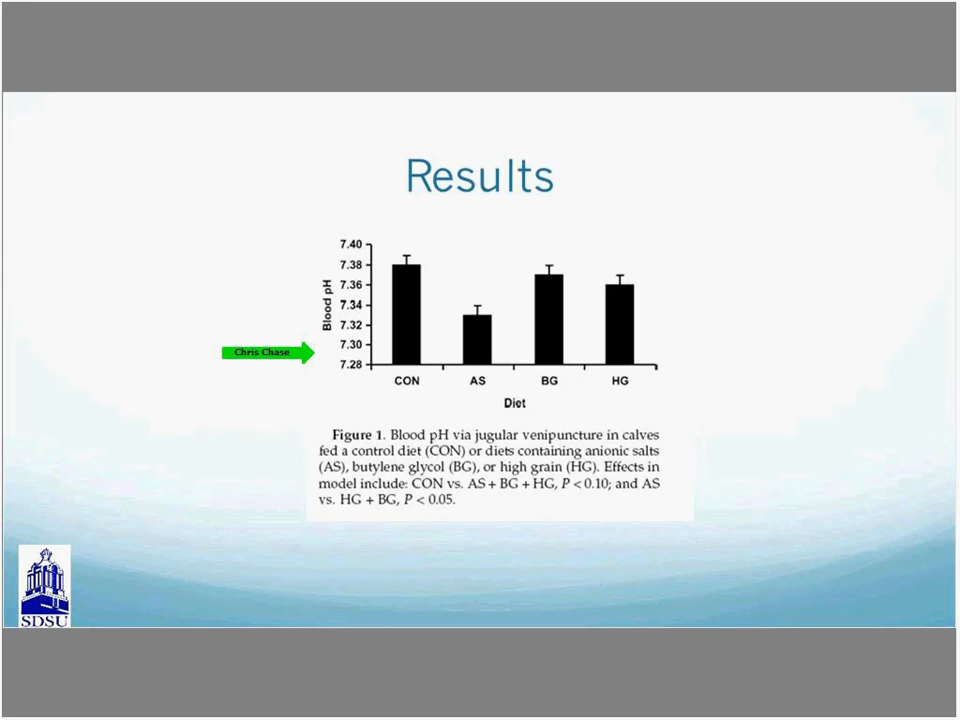 Results
7.40
7.38
7.36
7.34
7.32
7.30
7.28
Blood pH
Chris Chase
CON AS BG HG
Diet
Figure 1. Blood pH via jugular venipuncture in calves
fed a control diet (CON) or diets containing anionic salts
(AS), butylene glycol (BG), or high grain (HG). Effects in
model include: CON vs. AS + BG + HG, P < 0.10; and AS
vs. HG + BG, P < 0.05.
SDSU